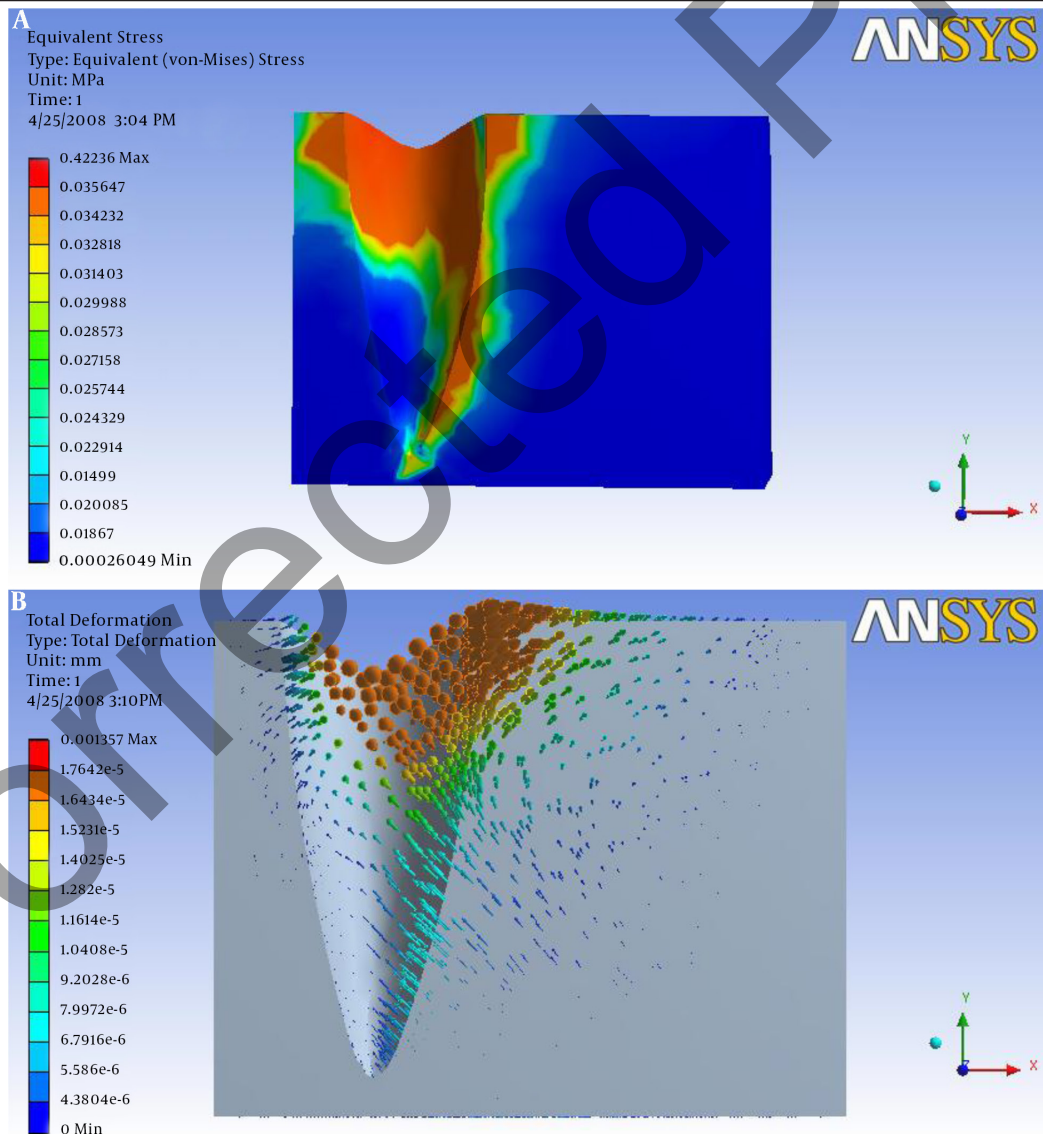 A
Equivalent Stress
Type: Equivalent (von-Mises) Stress
Unit: MPa
Time: 1
4/25/2008 3:04 PM
ANSYS
0.42236 Max
0.035647
0.034232
0.032818
0.031403
0.029988
0.028573
0.027158
0.025744
0.024329
0.022914
0.01499
0.020085
0.01867
0.00026049 Min
Y
X
B
Total Deformation
Type: Total Deformation
Unit: mm
Time: 1
4/25/2008 3:10PM
ANSYS
0.001357 Max
1.7642e-5
1.6434e-5
1.5231e-5
1.4025e-5
1.282e-5
1.1614e-5
1.0408e-5
9.2028e-6
7.9972e-6
6.7916e-6
5.586e-6
4.3804e-6
0 Min
Y
Z
X
orrected Pr